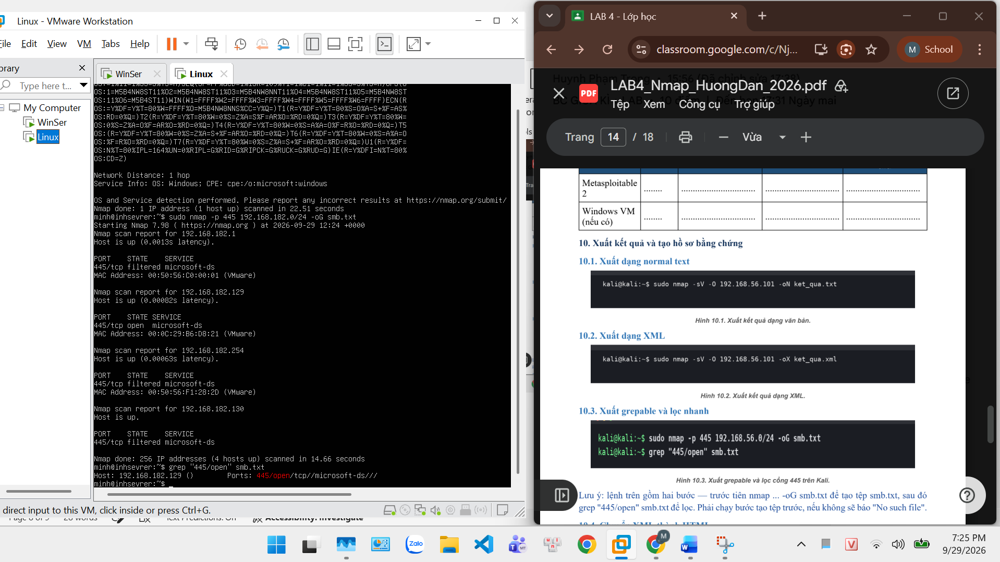 Linux - VMware Workstation
File Edit View VM Tabs Help
Library
Type here t...
My Computer
WinSer
Linux
WinSer
Linux
OS:1=M5B4NW8ST11%O2=M5B4NW8ST11%O3=M5B4NW8NNT11%O4=M5B4NW8ST11%O5=M5B4NW8ST
OS:11%O6=M5B4ST11)WIN(W1=FFFF%W2=FFFF%W3=FFFF%W4=FFFF%W5=FFFF%W6=FFFF)ECN(R
OS:=Y%DF=Y%T=80%W=FFFF%O=M5B4NW8NNS%CC=Y%Q=)T1(R=Y%DF=Y%T=80%S=O%A=S+%F=AS%
OS:RD=0%Q=)T2(R=Y%DF=Y%T=80%W=0%S=Z%A=S%F=AR%O=%RD=0%Q=)T3(R=Y%DF=Y%T=80%W=
OS:0%S=Z%A=O%F=AR%O=%RD=0%Q=)T4(R=Y%DF=Y%T=80%W=0%S=A%A=O%F=R%O=%RD=0%Q=)T5
OS:(R=Y%DF=Y%T=80%W=0%S=Z%A=S+%F=AR%O=%RD=0%Q=)T6(R=Y%DF=Y%T=80%W=0%S=A%A=O
OS:%F=R%O=%RD=0%Q=)T7(R=Y%DF=Y%T=80%W=0%S=Z%A=S+%F=AR%O=%RD=0%Q=)U1(R=Y%DF=
OS:N%T=80%IPL=164%UN=0%RIPL=G%RID=G%RIPCK=G%RUCK=G%RUD=G)IE(R=Y%DFI=N%T=80%
OS:CD=Z)
Network Distance: 1 hop
Service Info: OS: Windows; CPE: cpe:/o:microsoft:windows
OS and Service detection performed. Please report any incorrect results at https://nmap.org/submit/
Nmap done: 1 IP address (1 host up) scanned in 22.51 seconds
minh@inhsevrer:~$ sudo nmap -p 445 192.168.182.0/24 -oG smb.txt
Starting Nmap 7.98 ( https://nmap.org ) at 2026-09-29 12:24 +0000
Nmap scan report for 192.168.182.1
Host is up (0.0013s latency).
PORT STATE SERVICE
445/tcp filtered microsoft-ds
MAC Address: 00:50:56:C0:00:01 (VMware)
Nmap scan report for 192.168.182.129
Host is up (0.00082s latency).
PORT STATE SERVICE
445/tcp open microsoft-ds
MAC Address: 00:0C:29:B6:D8:21 (VMware)
Nmap scan report for 192.168.182.254
Host is up (0.00063s latency).
PORT STATE SERVICE
445/tcp filtered microsoft-ds
MAC Address: 00:50:56:F1:28:2D (VMware)
Nmap scan report for 192.168.182.130
Host is up.
PORT STATE SERVICE
445/tcp filtered microsoft-ds
Nmap done: 256 IP addresses (4 hosts up) scanned in 14.66 seconds
minh@inhsevrer:~$ grep "445/open" smb.txt
Host: 192.168.182.129 () Ports: 445/open/tcp//microsoft-ds///
minh@inhsevrer:~$ _
direct input to this VM, click inside or press Ctrl+G.
LAB 4 - Lớp học
classroom.google.com/c/Nj...
M School
Huynh Phạm Trong • 15:56 (Đã chỉnh sửa 17:38)
LAB4_Nmap_HuongDan_2026.pdf
PDF
Tệp Xem Công cụ Trợ giúp
Trang 14 / 18 Vừa
Metasploitable 2 ........ ................................ ................................ ................................
Windows VM (nếu có) ........ ................................ ................................ ................................
10. Xuất kết quả và tạo hồ sơ bằng chứng
10.1. Xuất dạng normal text
kali@kali:~$ sudo nmap -sV -O 192.168.56.101 -oN ket_qua.txt
Hình 10.1. Xuất kết quả dạng văn bản.
10.2. Xuất dạng XML
kali@kali:~$ sudo nmap -sV -O 192.168.56.101 -oX ket_qua.xml
Hình 10.2. Xuất kết quả dạng XML.
10.3. Xuất grepable và lọc nhanh
kali@kali:~$ sudo nmap -p 445 192.168.56.0/24 -oG smb.txt
kali@kali:~$ grep "445/open" smb.txt
Hình 10.3. Xuất grepable và lọc cổng 445 trên Kali.
Lưu ý: lệnh trên gồm hai bước — trước tiên nmap ... -oG smb.txt để tạo tệp smb.txt, sau đó
grep "445/open" smb.txt để lọc. Phải chạy bước tạo tệp trước, nếu không sẽ báo "No such file".
Zalo
7:25 PM
9/29/2026